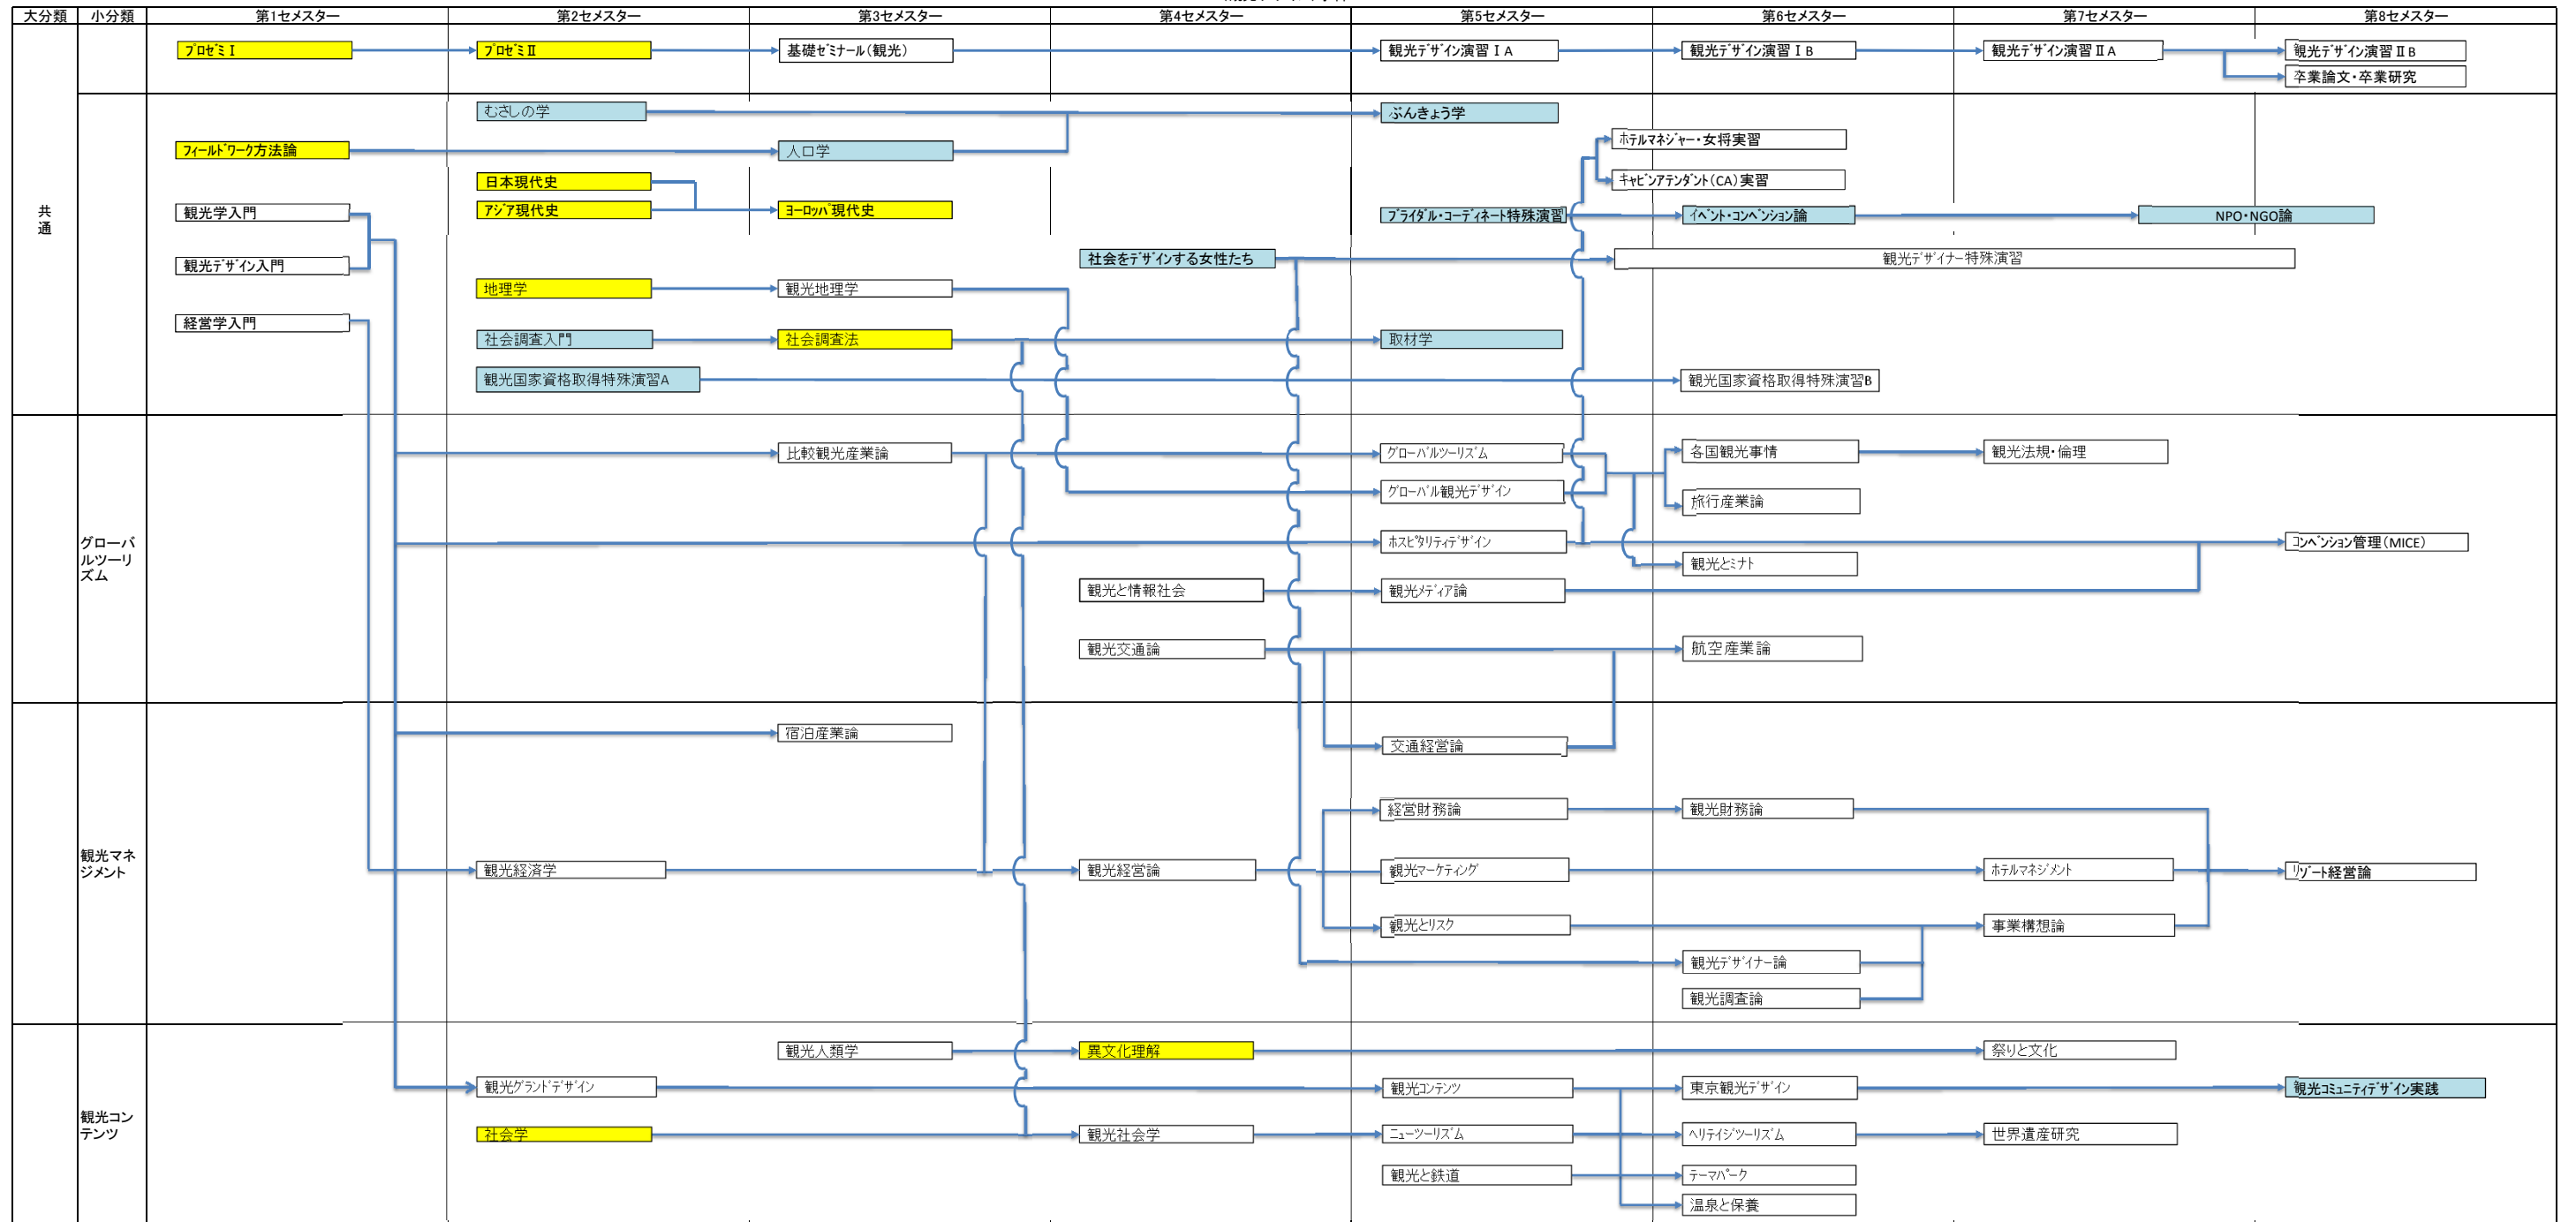 大分類 小分類 第1セメスター 第2セメスター 第3セメスター 第4セメスター 第5セメスター 第6セメスター 第7セメスター 第8セメスター
プロゼミⅠ プロゼミⅡ 基礎ゼミナール(観光) 観光デザイン演習ⅠA 観光デザイン演習ⅠB 観光デザイン演習ⅡA 観光デザイン演習ⅡB
卒業論文・卒業研究
むさしの学 ぶんきょう学
ホテルマネジャー・女将実習
フィールドワーク方法論 人口学
キャビンアテンダント(CA)実習
日本現代史
共通
観光学入門 アジア現代史 ヨーロッパ現代史 ブライダル・コーディネート特殊演習 イベント・コンベンション論 NPO・NGO論
観光デザイン入門 社会をデザインする女性たち 観光デザイナー特殊演習
地理学 観光地理学
経営学入門
社会調査入門 社会調査法 取材学
観光国家資格取得特殊演習A 観光国家資格取得特殊演習B
比較観光産業論 グローバルツーリズム 各国観光事情 観光法規・倫理
グローバル観光デザイン 旅行産業論
グローバ
ルツーリ
ズム
ホスピタリティデザイン コンベンション管理(MICE)
観光とミナト
観光と情報社会 観光メディア論
観光交通論 航空産業論
宿泊産業論 交通経営論
経営財務論 観光財務論
観光マネ
ジメント
観光経済学 観光経営論 観光マーケティング ホテルマネジメント リゾート経営論
観光とリスク 事業構想論
観光デザイナー論
観光調査論
観光人類学 異文化理解 祭りと文化
観光グランドデザイン 観光コンテンツ 東京観光デザイン 観光コミュニティデザイン実践
観光コン
テンツ
社会学 観光社会学 ニューツーリズム ヘリテイジツーリズム 世界遺産研究
観光と鉄道 テーマパーク
温泉と保養